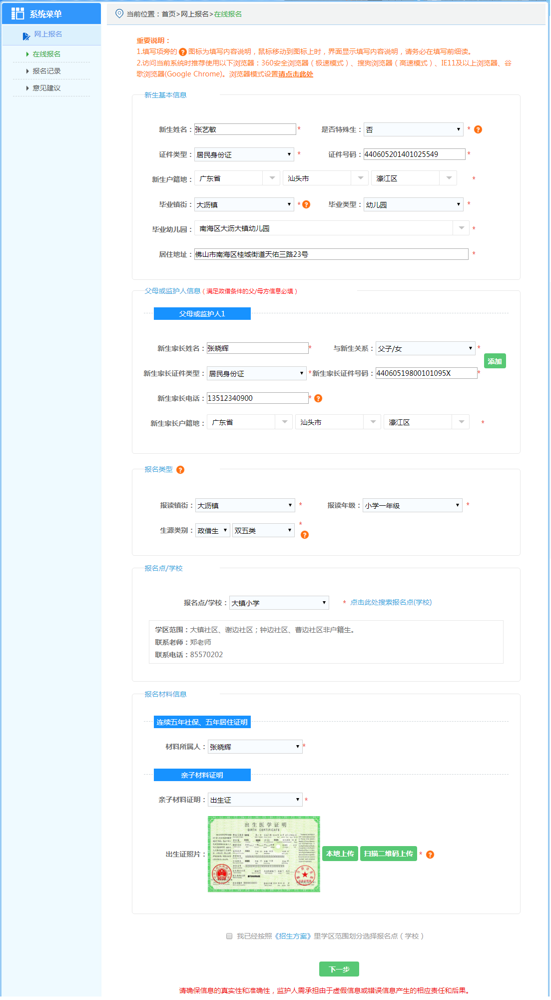 系统菜单
当前位置：首页>网上报名>在线报名
网上报名
在线报名
报名记录
意见建议
重要说明：
1.填写项旁的 ? 图标为填写内容说明，鼠标移动到图标上时，界面显示填写内容说明，请务必在填写前细读。
2.访问当前系统时推荐使用以下浏览器：360安全浏览器（极速模式）、搜狗浏览器（高速模式）、IE11及以上浏览器、谷
歌浏览器(Google Chrome)。浏览器模式设置请点击此处
新生基本信息
新生姓名： 张艺敏 * 是否特殊生： 否 * ?
证件类型： 居民身份证 * 证件号码： 440605201401025549 *
新生户籍地： 广东省 汕头市 濠江区 *
毕业镇街： 大沥镇 * ? 毕业类型： 幼儿园 *
毕业幼儿园： 南海区大沥大镇幼儿园 *
居住地址： 佛山市南海区桂城街道天佑三路23号 *
父母或监护人信息（满足政借条件的父/母方信息必填）
父母或监护人1
新生家长姓名： 张晓辉 * 与新生关系： 父子/女 *
添加
新生家长证件类型： 居民身份证 * 新生家长证件号码： 44060519800101095X *
新生家长电话： 13512340900 * ?
新生家长户籍地： 广东省 汕头市 濠江区 *
报名类型 ?
报读镇街： 大沥镇 * 报读年级： 小学一年级 *
生源类别： 政借生 双五类 * ?
报名点/学校
报名点/学校： 大镇小学 * 点击此处搜索报名点(学校)
学区范围：大镇社区、谢边社区；钟边社区、曹边社区非户籍生。
联系老师：郑老师
联系电话：85570202
报名材料信息
连续五年社保、五年居住证明
材料所属人： 张晓辉 *
亲子材料证明
亲子材料证明： 出生证 *
出生医学证明
BIRTH CERTIFICATE
出生证照片： 本地上传 扫描二维码上传 * ?
我已经按照《招生方案》里学区范围划分选择报名点（学校）
下一步
请确保信息的真实性和准确性，监护人需承担由于虚假信息或错误信息产生的相应责任和后果。